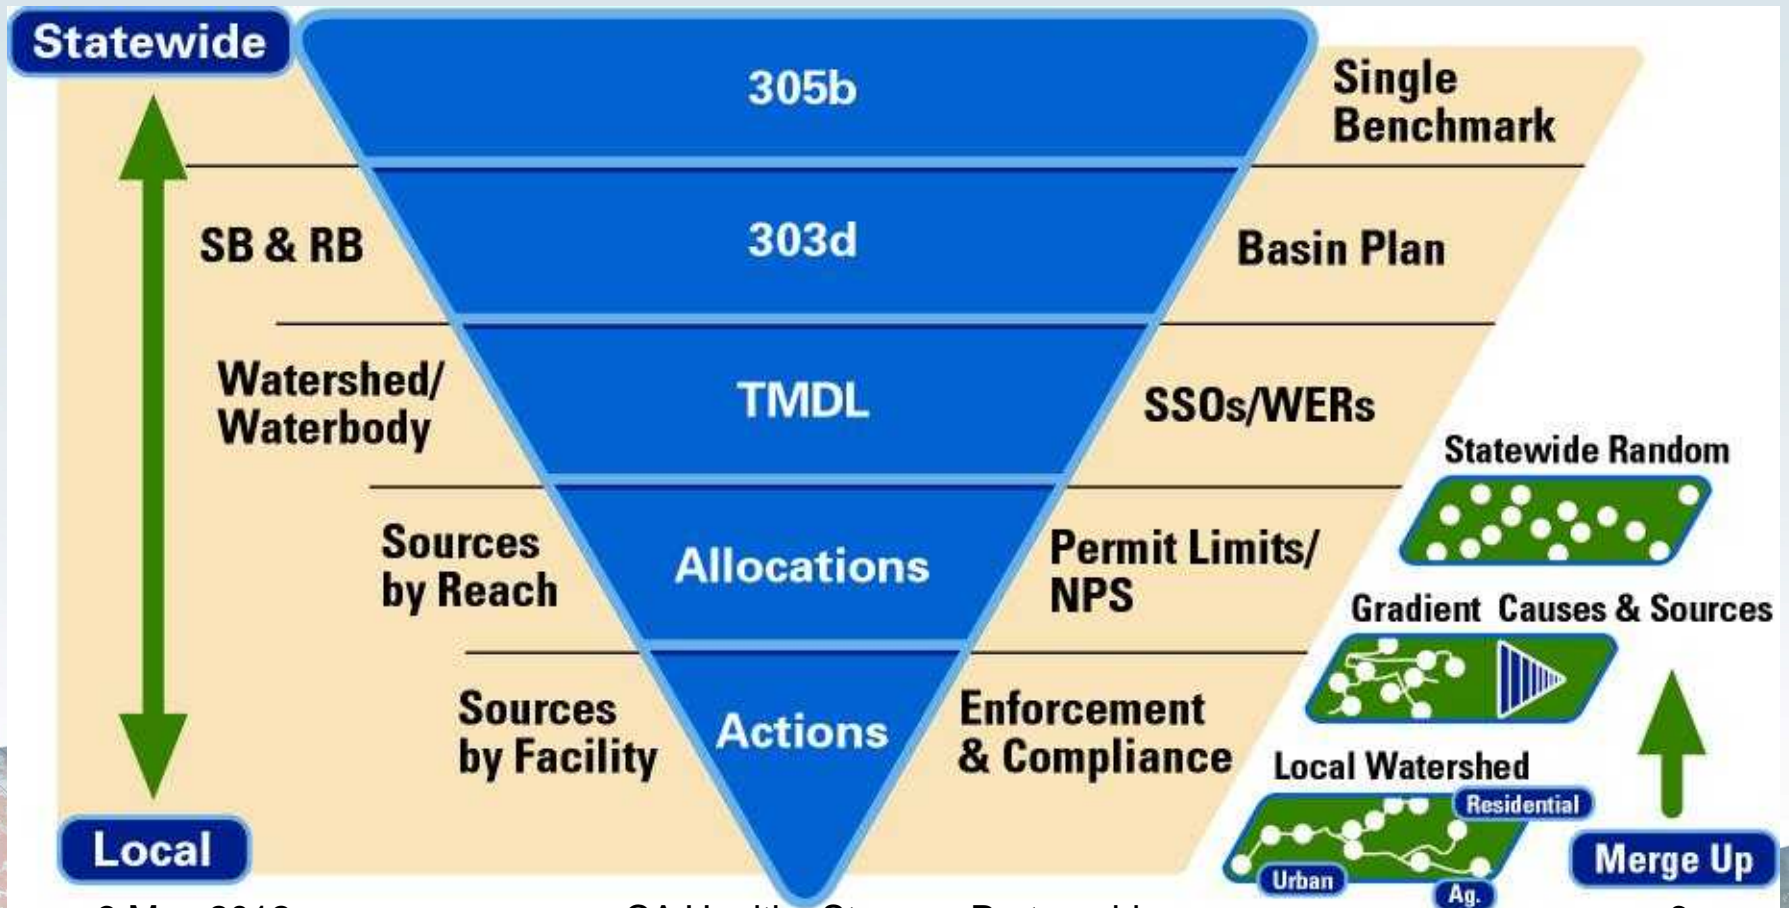 Statewide
305b
Single
Benchmark
SB & RB
303d
Basin Plan
Watershed/
Waterbody
TMDL
SSOs/WERs
Statewide Random
Sources
by Reach
Allocations
Permit Limits/
NPS
Gradient Causes & Sources
Sources
by Facility
Actions
Enforcement
& Compliance
Local Watershed
Residential
Urban
Ag.
Local
Merge Up